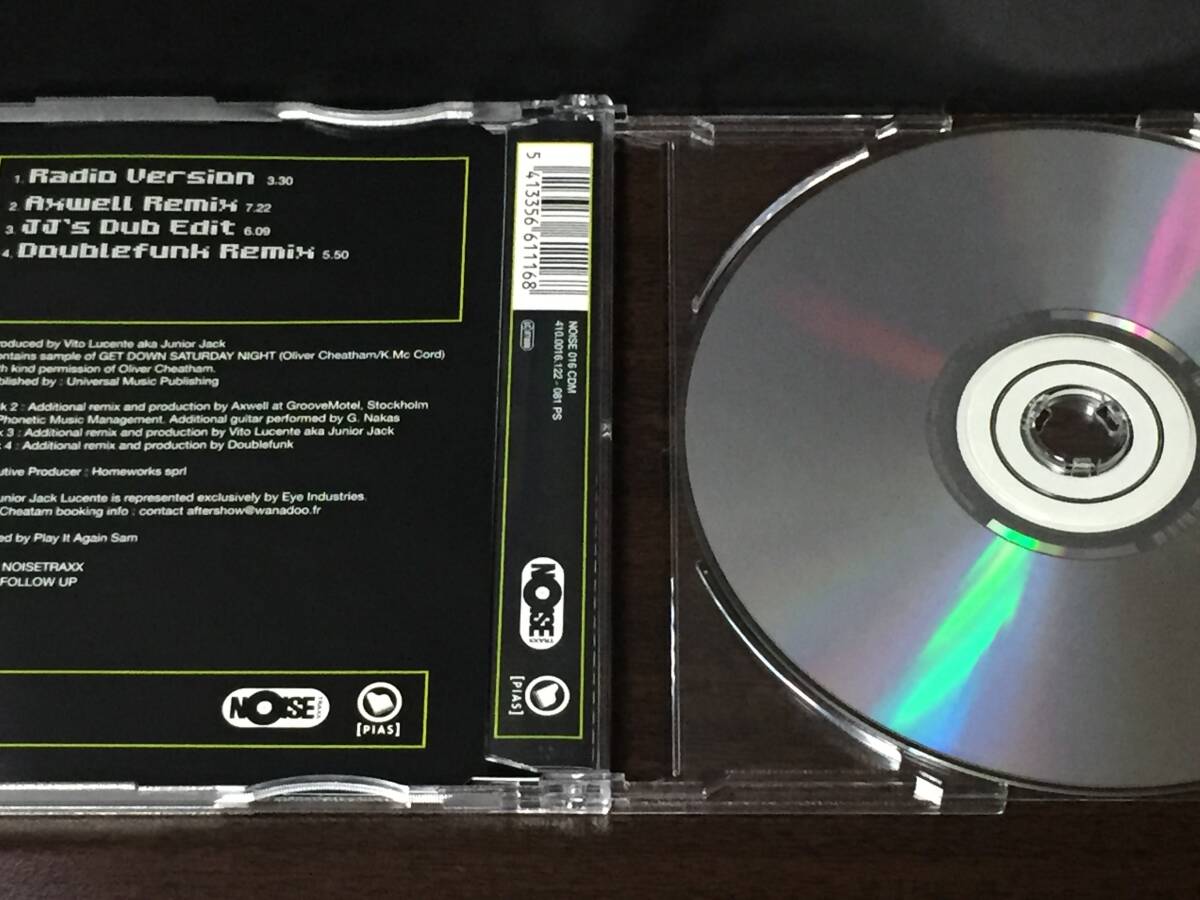 1. Radio Version 3.30
2. Axwell Remix 7.22
3. JJ's Dub Edit 6.09
4. Doublefunk Remix 5.50
roduced by Vito Lucente aka Junior Jack
ontains sample of GET DOWN SATURDAY NIGHT (Oliver Cheatham/K.Mc Cord)
th kind permission of Oliver Cheatham.
blished by : Universal Music Publishing
k 2 : Additional remix and production by Axwell at GrooveMotel, Stockholm
Phonetic Music Management. Additional guitar performed by G. Nakas
k 3 : Additional remix and production by Vito Lucente aka Junior Jack
4 : Additional remix and production by Doublefunk
utive Producer : Homeworks sprl
unior Jack Lucente is represented exclusively by Eye Industries.
Cheatam booking info : contact aftershow@wanadoo.fr
ed by Play It Again Sam
NOISETRAXX
FOLLOW UP
NOISE TRAXX
[PIAS]
5 413356 611168
NOISE 016 CDM
410.0016.122 - 081 PS
NOISE TRAXX
[PIAS]